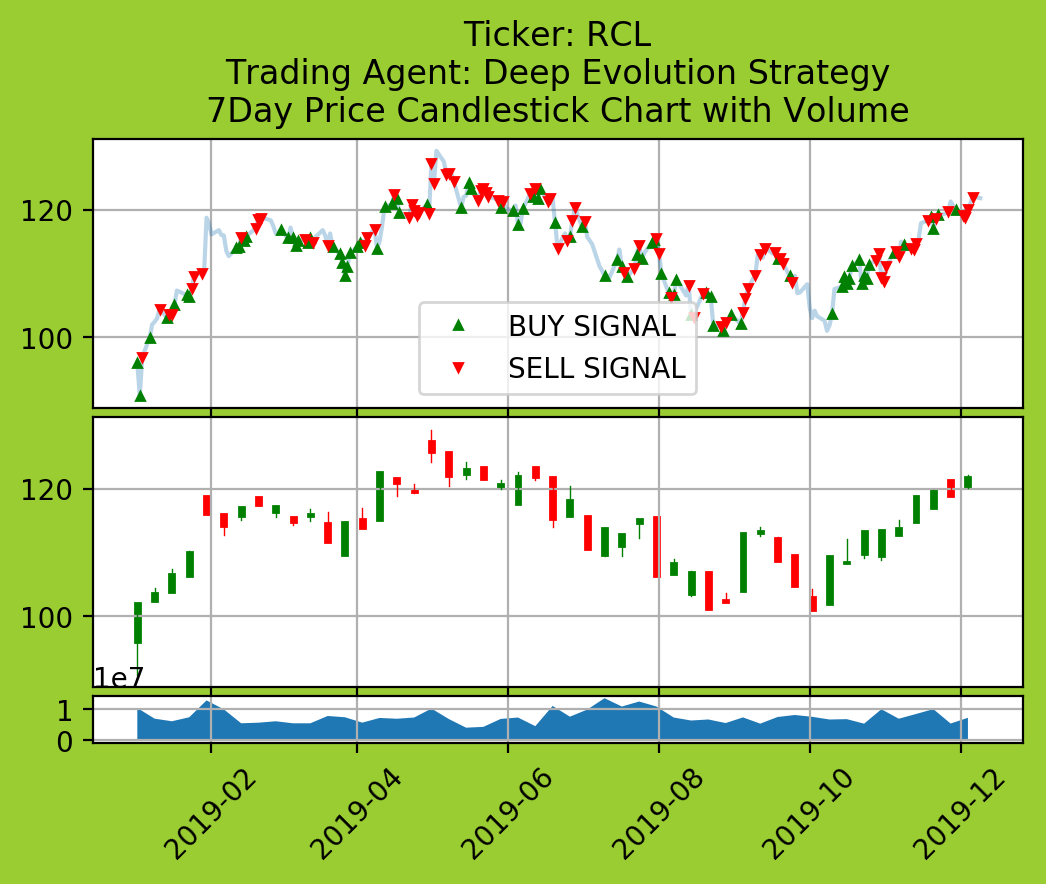 Ticker: RCL
Trading Agent: Deep Evolution Strategy
7Day Price Candlestick Chart with Volume
120
100
BUY SIGNAL
SELL SIGNAL
120
100
1e7
1
0
2019-02
2019-04
2019-06
2019-08
2019-10
2019-12